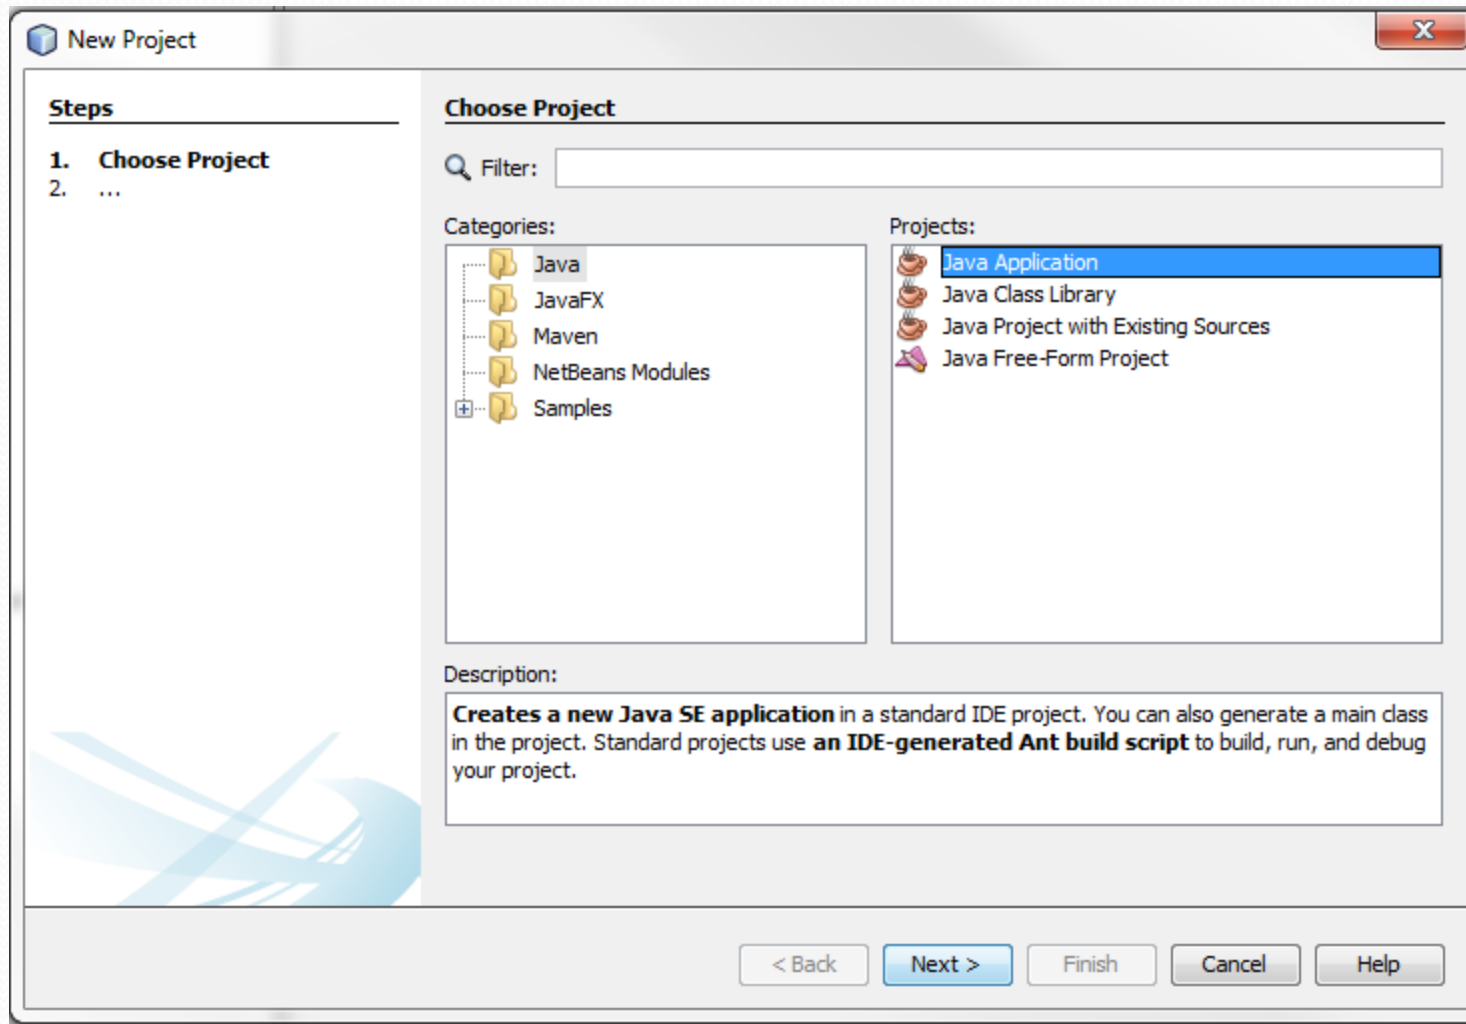 New Project
Steps
1. Choose Project
2. ...
Choose Project
Filter:
Categories:
Java
JavaFX
Maven
NetBeans Modules
Samples
Projects:
Java Application
Java Class Library
Java Project with Existing Sources
Java Free-Form Project
Description:
Creates a new Java SE application in a standard IDE project. You can also generate a main class
in the project. Standard projects use an IDE-generated Ant build script to build, run, and debug
your project.
< Back
Next >
Finish
Cancel
Help